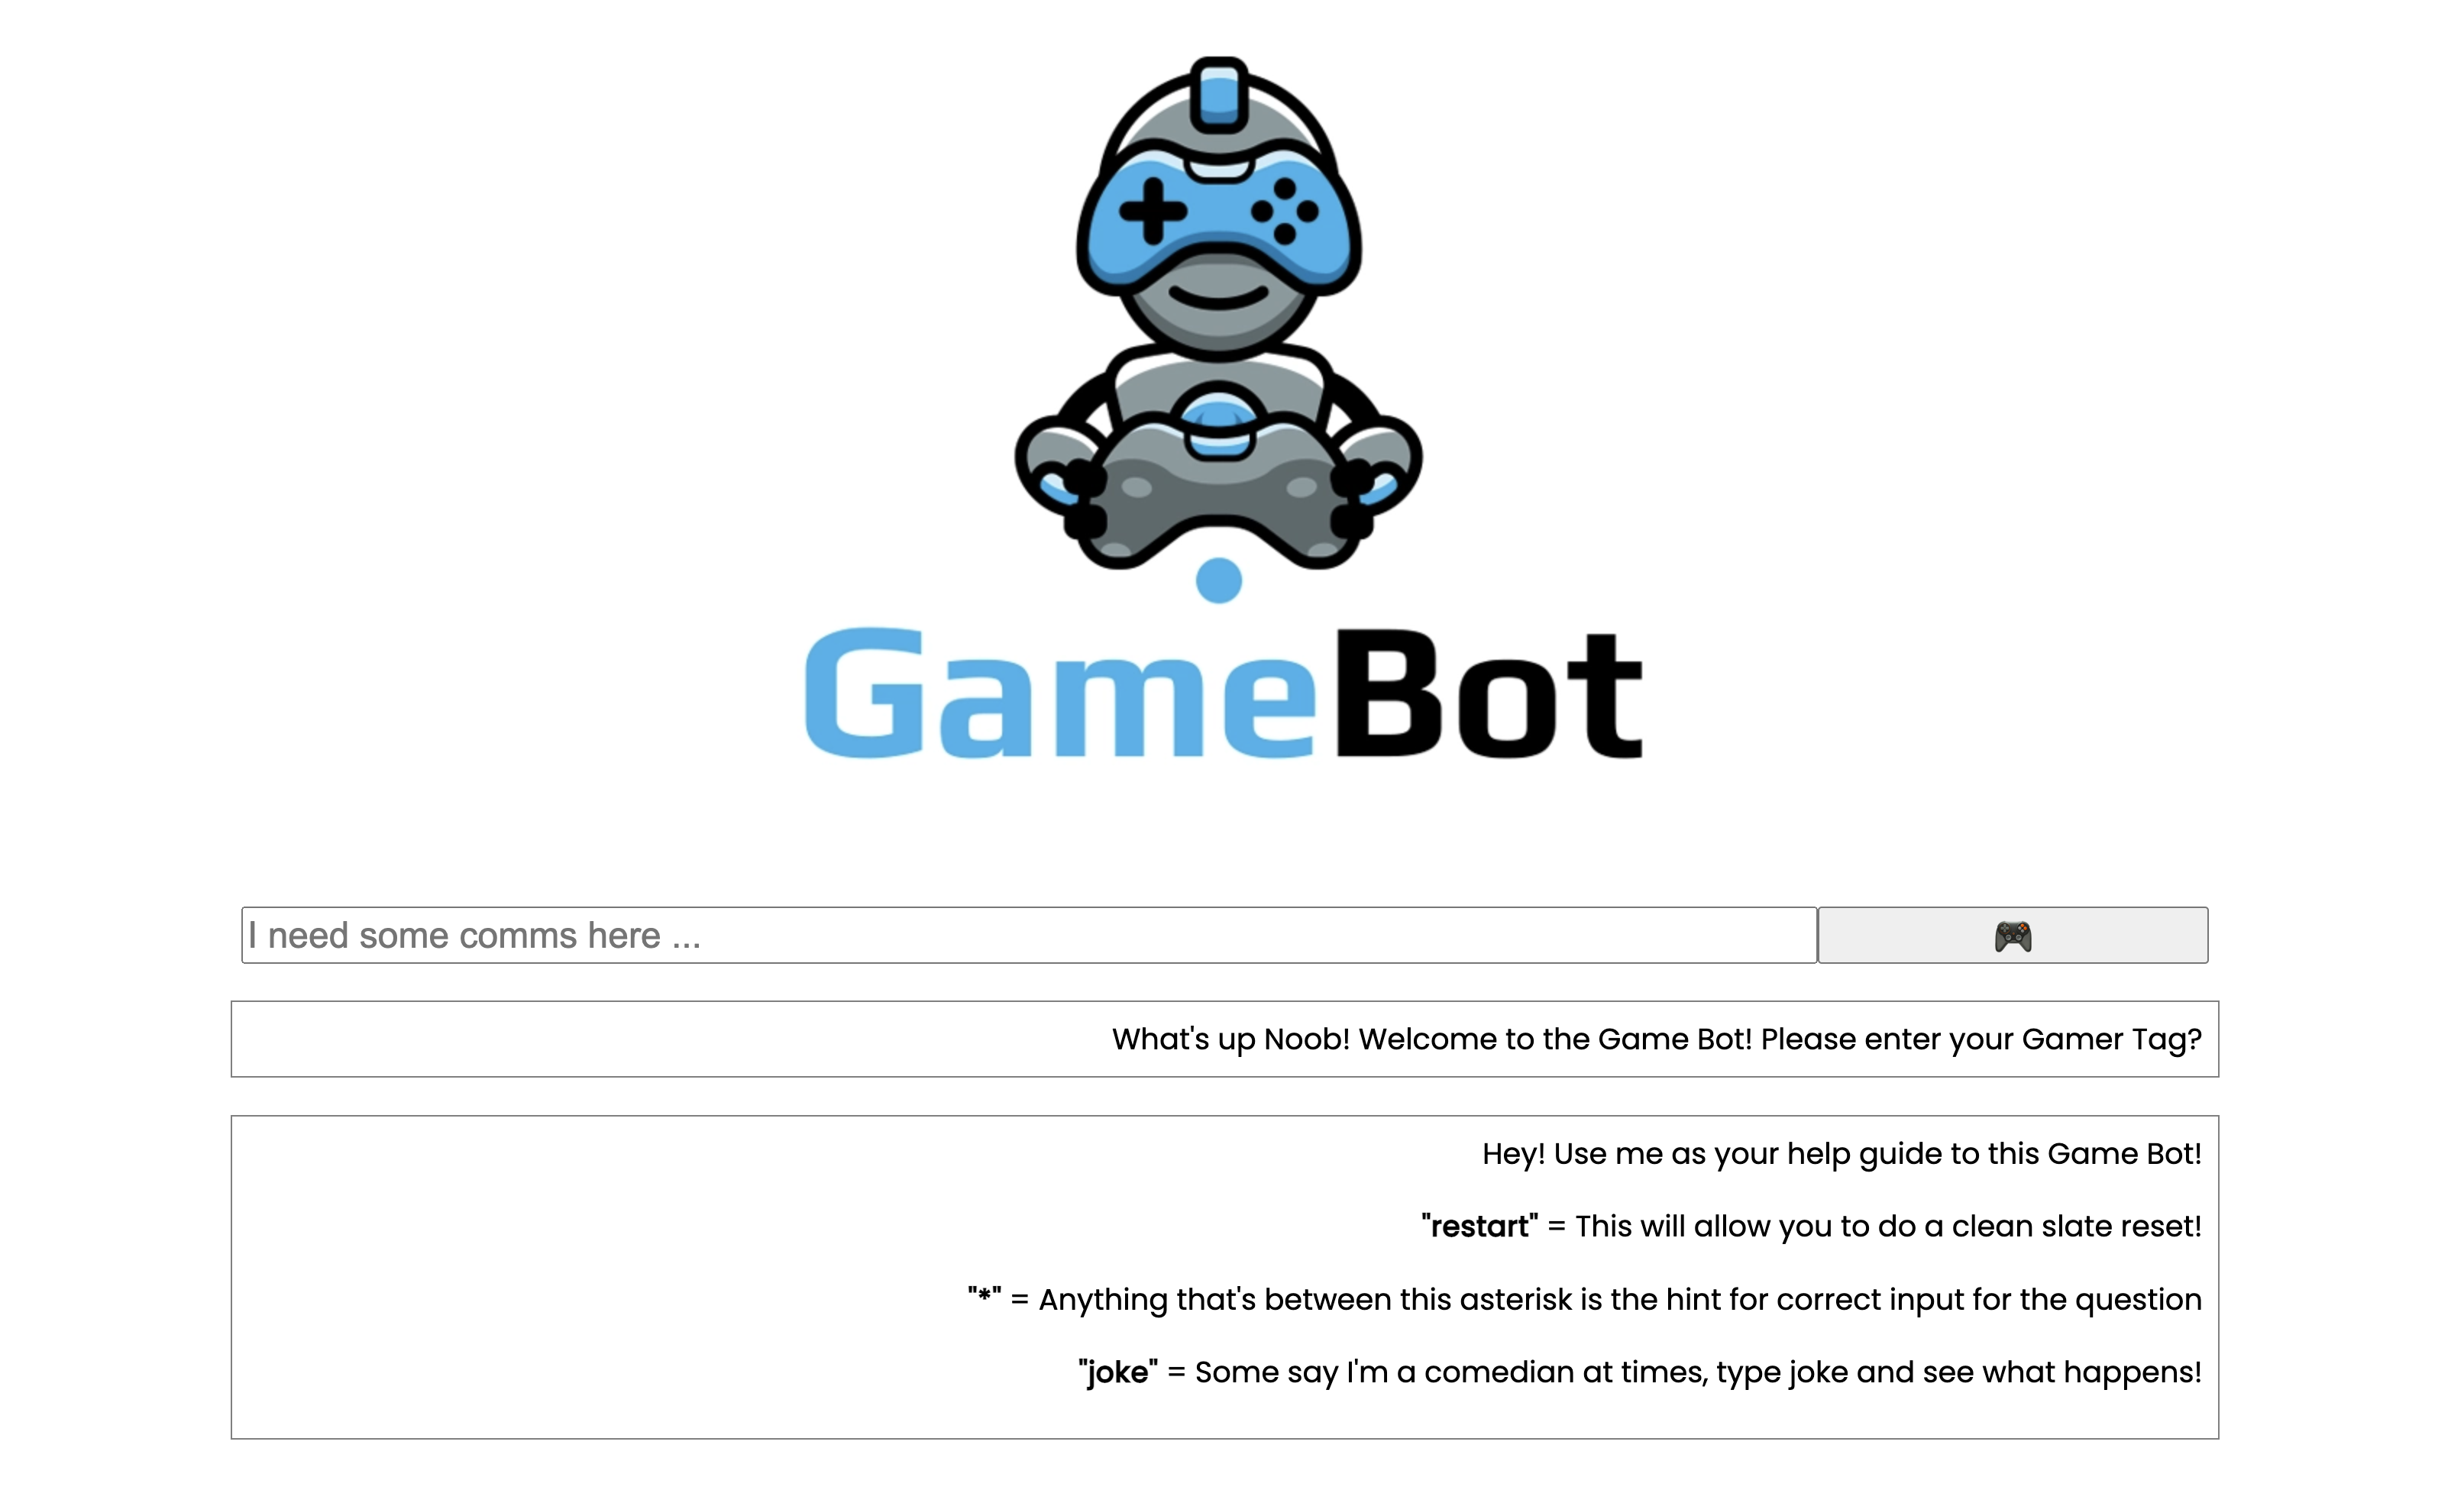 GameBot
I need some comms here ...
What's up Noob! Welcome to the Game Bot! Please enter your Gamer Tag?
Hey! Use me as your help guide to this Game Bot!
"restart" = This will allow you to do a clean slate reset!
"*" = Anything that's between this asterisk is the hint for correct input for the question
"joke" = Some say I'm a comedian at times, type joke and see what happens!